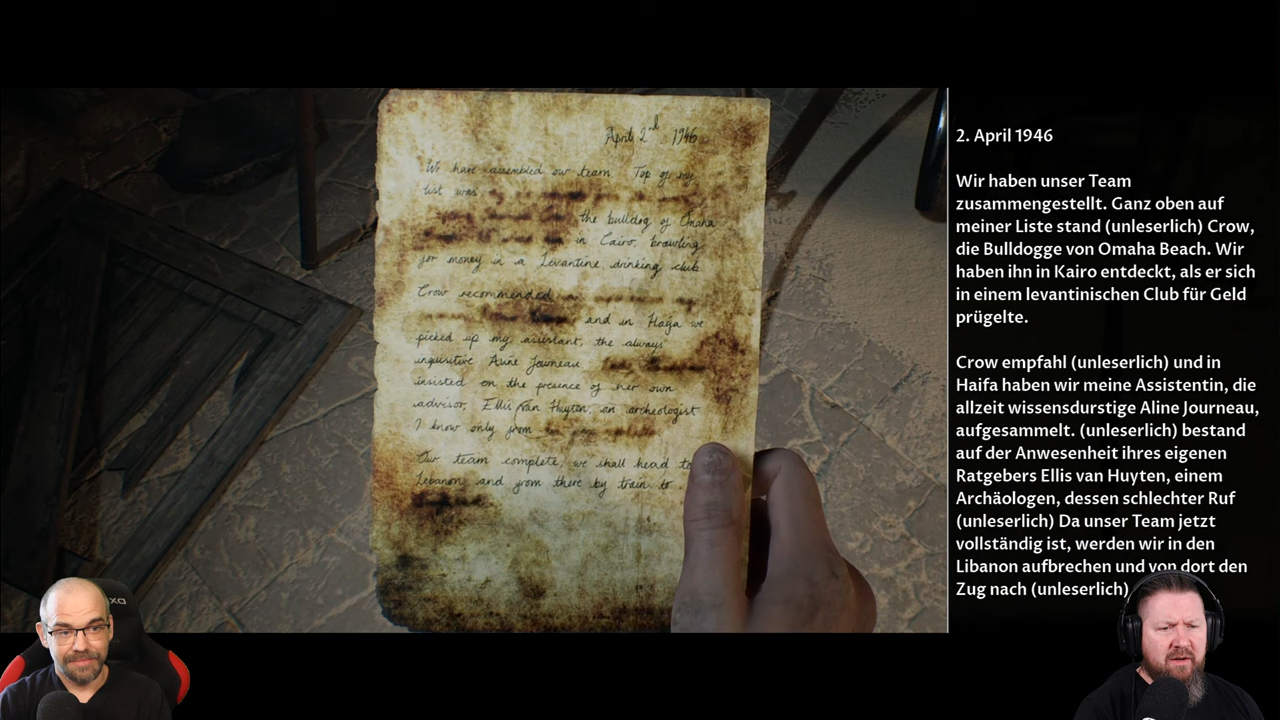 April 2nd, 1946
We have assembled our team. Top of my
list was
the bulldog of Omaha
in Cairo, brawling
for money in a Levantine drinking club.
Crow recommended
and in Haifa we
picked up my assistant, the always
inquisitive Aline Journeau.
insisted on the presence of her own
advisor, Ellis van Huyten, an archeologist
I know only from
Our team complete, we shall head to
Lebanon and from there by train to
2. April 1946
Wir haben unser Team
zusammengestellt. Ganz oben auf
meiner Liste stand (unleserlich) Crow,
die Bulldogge von Omaha Beach. Wir
haben ihn in Kairo entdeckt, als er sich
in einem levantinischen Club für Geld
prügelte.
Crow empfahl (unleserlich) und in
Haifa haben wir meine Assistentin, die
allzeit wissensdurstige Aline Journeau,
aufgesammelt. (unleserlich) bestand
auf der Anwesenheit ihres eigenen
Ratgebers Ellis van Huyten, einem
Archäologen, dessen schlechter Ruf
(unleserlich) Da unser Team jetzt
vollständig ist, werden wir in den
Libanon aufbrechen und von dort den
Zug nach (unleserlich)